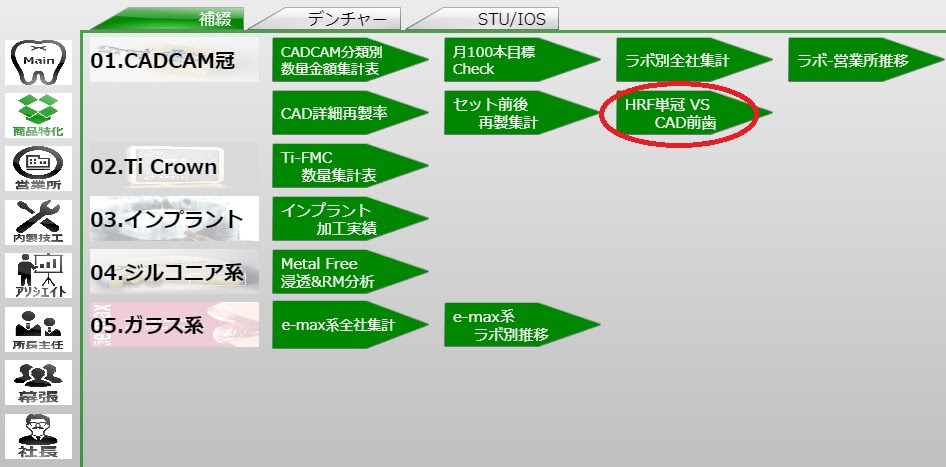 補綴
デンチャー
STU/IOS
Main
商品特化
営業所
内製技工
アソシエイト
所長主任
幕張
社長
01.CADCAM冠
CADCAM分類別
数量金額集計表
月100本目標
Check
ラボ別全社集計
ラボ-営業所推移
CAD詳細再製率
セット前後
再製集計
HRF単冠 VS
CAD前歯
02.Ti Crown
Ti-FMC
数量集計表
03.インプラント
インプラント
加工実績
04.ジルコニア系
Metal Free
浸透&RM分析
05.ガラス系
e-max系全社集計
e-max系
ラボ別推移